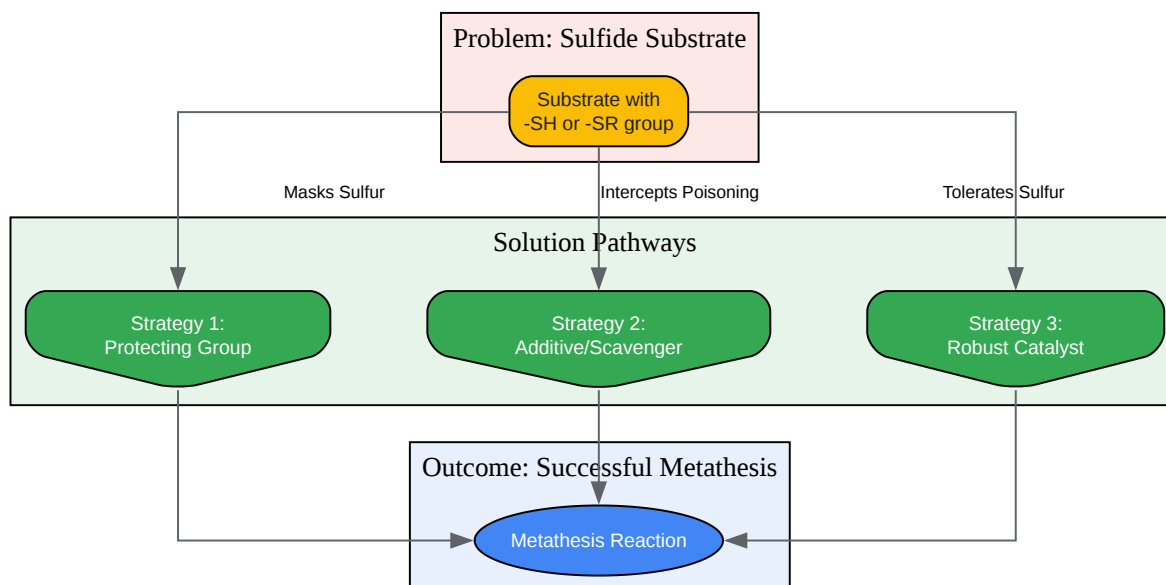 Problem: Sulfide Substrate
Substrate with
-SH or -SR group
Masks Sulfur
Intercepts Poisoning
Tolerates Sulfur
Solution Pathways
Strategy 1:
Protecting Group
Strategy 2:
Additive/Scavenger
Strategy 3:
Robust Catalyst
Outcome: Successful Metathesis
Metathesis Reaction